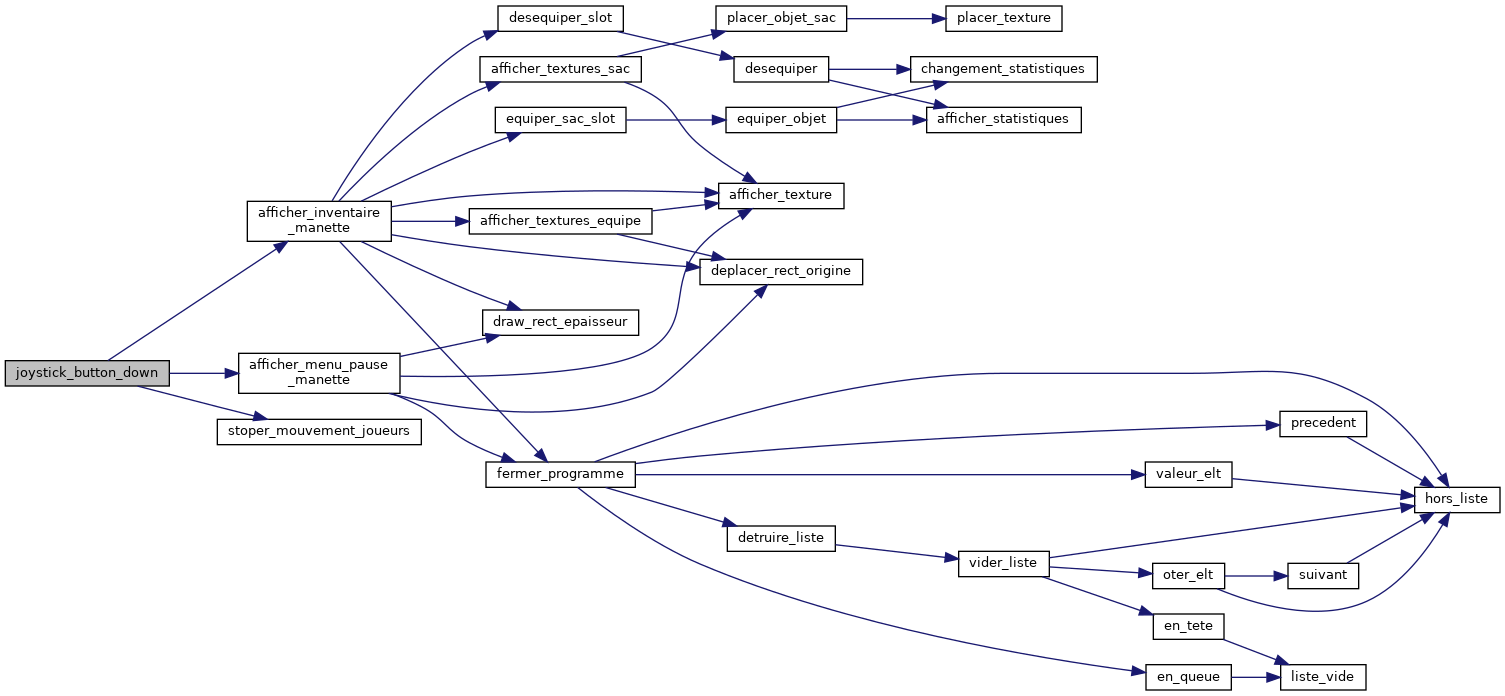 desequiper_slot
placer_objet_sac
placer_texture
afficher_textures_sac
desequiper
changement_statistiques
equiper_sac_slot
equiper_objet
afficher_statistiques
afficher_texture
afficher_inventaire
_manette
afficher_textures_equipe
deplacer_rect_origine
draw_rect_epaisseur
joystick_button_down
afficher_menu_pause
_manette
stoper_mouvement_joueurs
precedent
fermer_programme
valeur_elt
hors_liste
detruire_liste
vider_liste
oter_elt
suivant
en_tete
en_queue
liste_vide